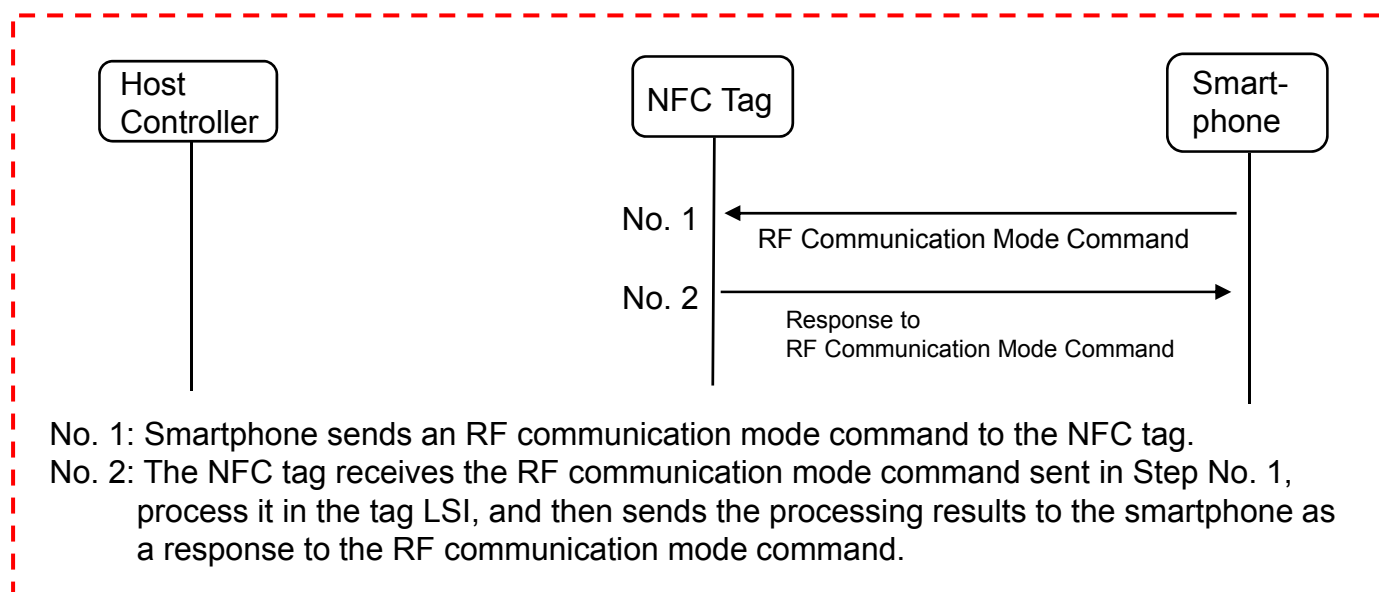 Host
Controller
NFC Tag
Smart-
phone
No. 1
RF Communication Mode Command
No. 2
Response to
RF Communication Mode Command
No. 1: Smartphone sends an RF communication mode command to the NFC tag.
No. 2: The NFC tag receives the RF communication mode command sent in Step No. 1,
process it in the tag LSI, and then sends the processing results to the smartphone as
a response to the RF communication mode command.